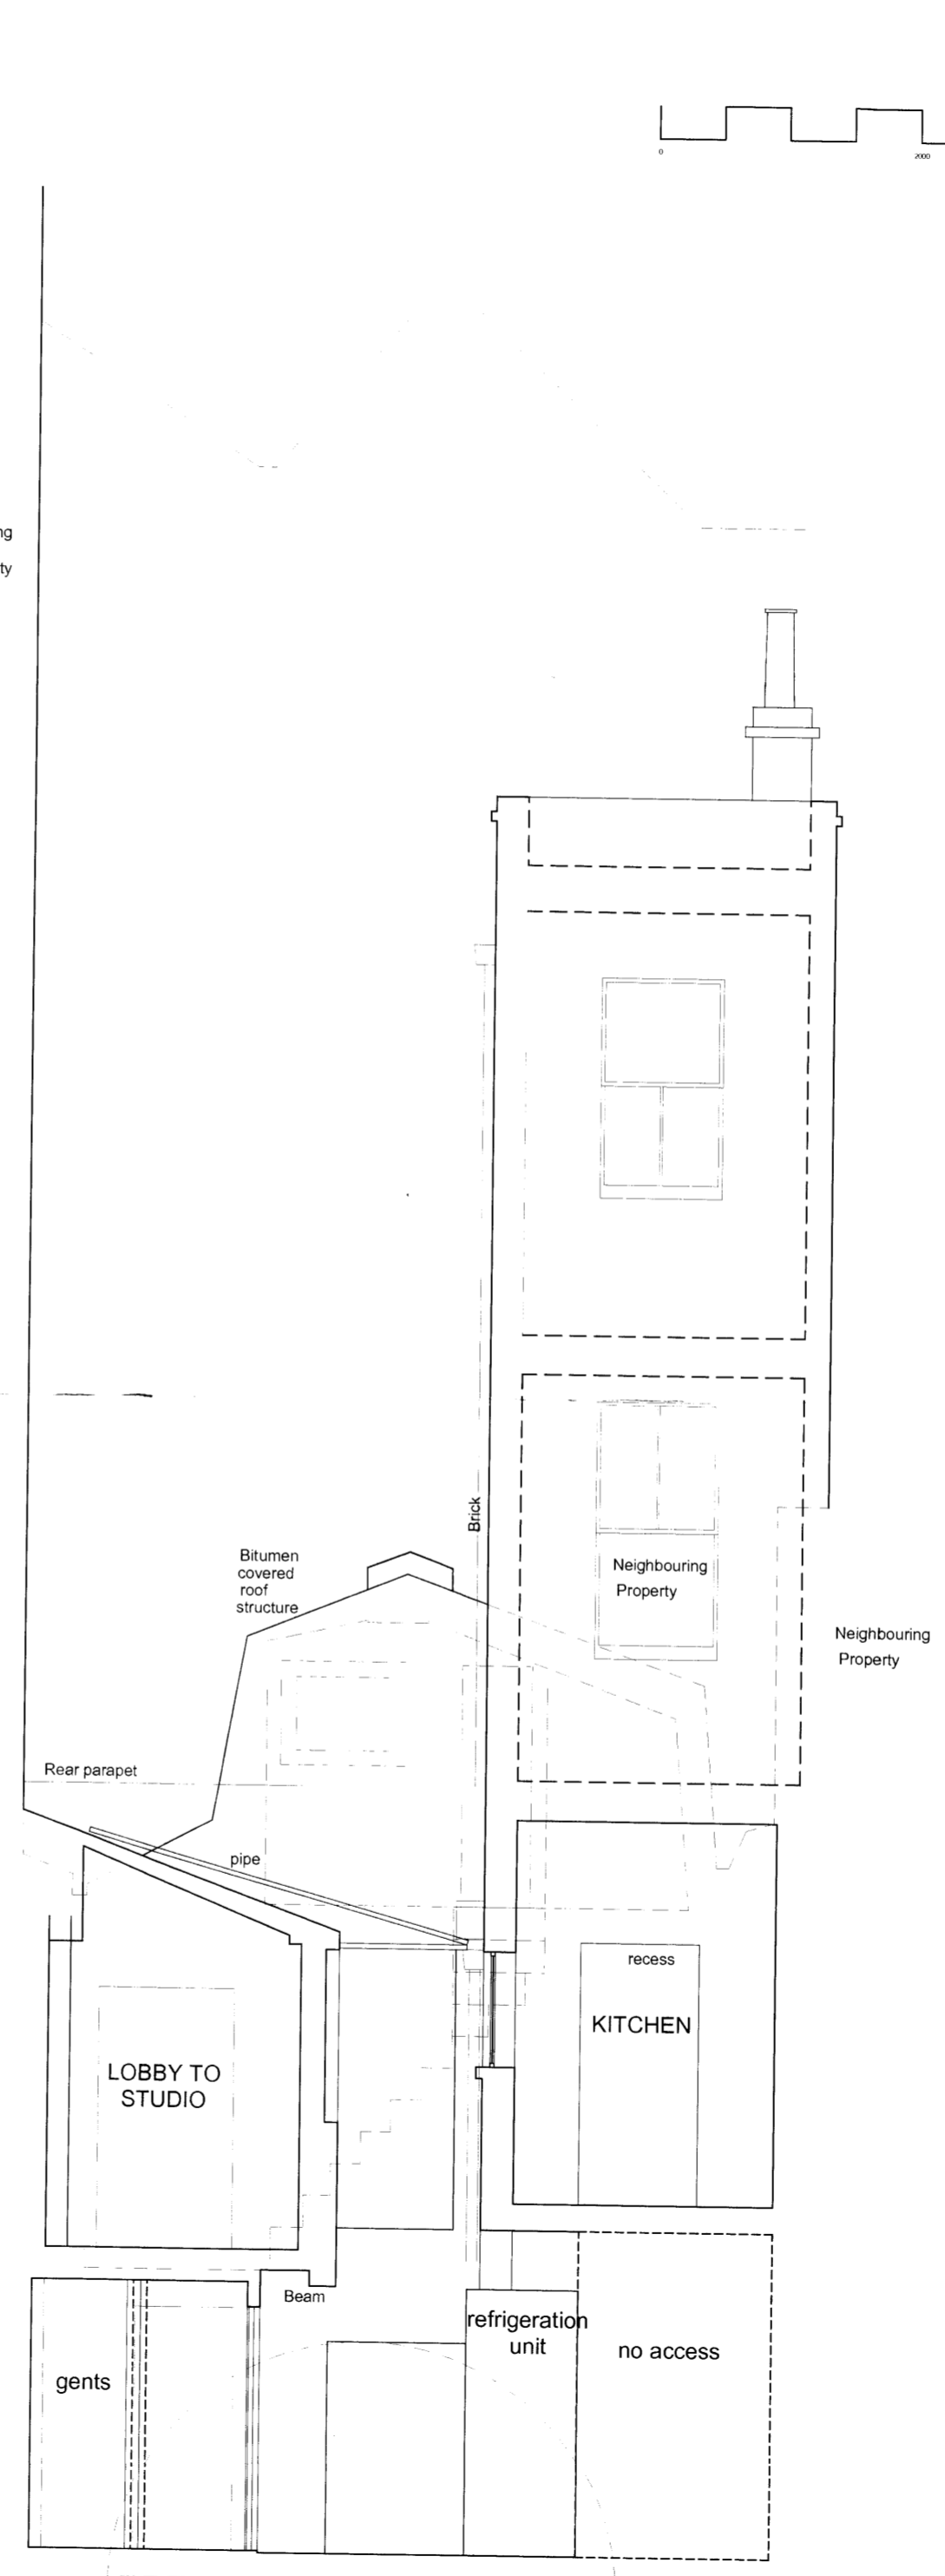 0
2000
ng
ty
Brick
Bitumen
covered
roof
structure
Neighbouring
Property
Neighbouring
Property
Rear parapet
pipe
recess
KITCHEN
LOBBY TO
STUDIO
Beam
refrigeration
unit
no access
gents